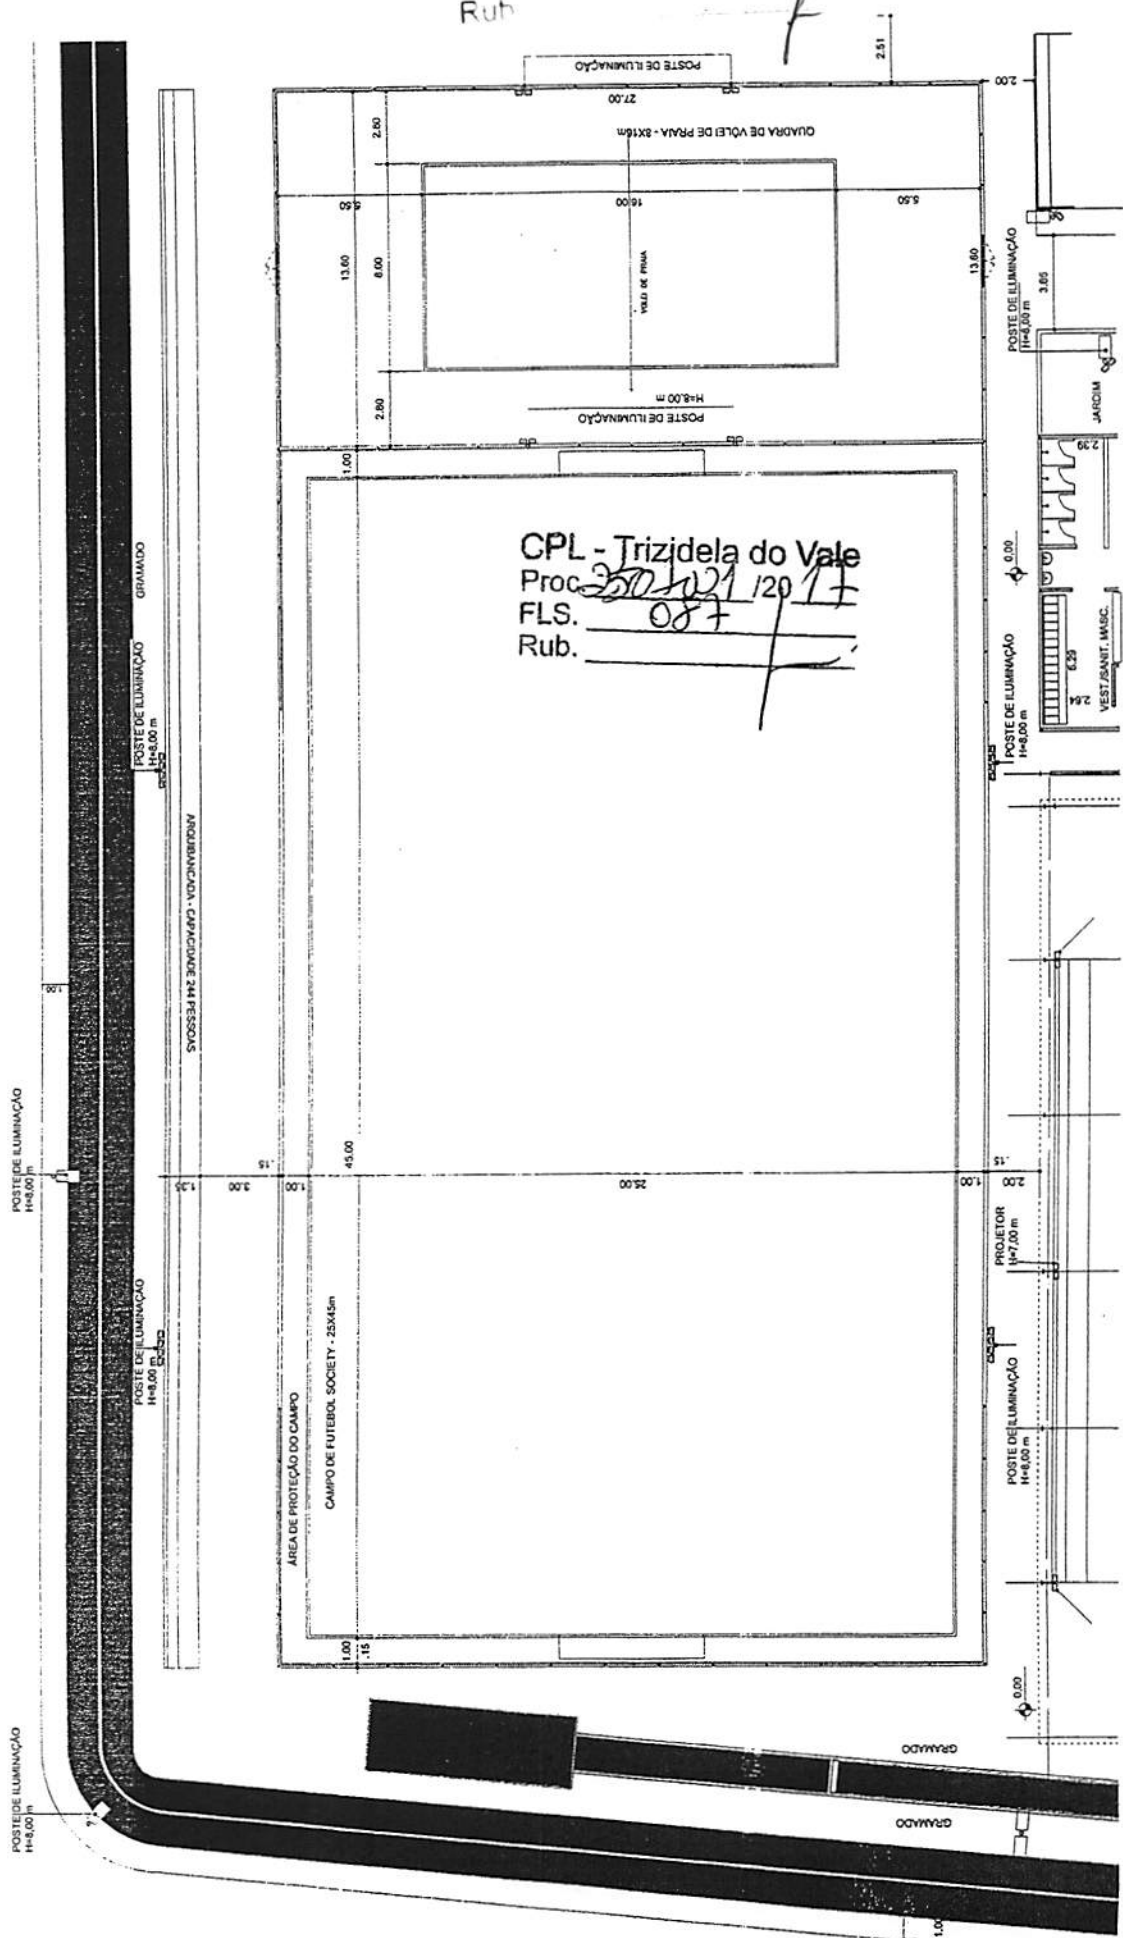 Rub
2.51
POSTE DE ILUMINAÇÃO
27.00
2.00
QUADRA DE VÔLEI DE PRAIA - 8X16m
2.80
5.50
16.00
5.50
13.60
8.00
VOLEI DE PRAIA
13.60
POSTE DE ILUMINAÇÃO
H=8,00 m
3.65
2.80
H=8,00 m
POSTE DE ILUMINAÇÃO
JARDIM
1.00
2.39
GRAMADO
CPL - Trizidela do Vale
Proc. /20 17
FLS. 087
Rub.
0.00
POSTE DE ILUMINAÇÃO
H=8,00 m
POSTE DE ILUMINAÇÃO
H=8,00 m
6.29
2.64
VEST./SANIT. MASC.
ARQUIBANCADA - CAPACIDADE 244 PESSOAS
1.00
POSTE DE ILUMINAÇÃO
H=8,00 m
45.00
.15
1.35
3.00
1.00
25.00
1.00
.15
2.00
PROJETOR
H=7,00 m
POSTE DE ILUMINAÇÃO
H=8,00 m
CAMPO DE FUTEBOL SOCIETY - 25X45m
ÁREA DE PROTEÇÃO DO CAMPO
POSTE DE ILUMINAÇÃO
H=8,00 m
1.00
.15
0.00
GRAMADO
POSTE DE ILUMINAÇÃO
H=8,00 m
GRAMADO
1.00